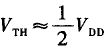 V_TH ≈ 1/2 V_DD